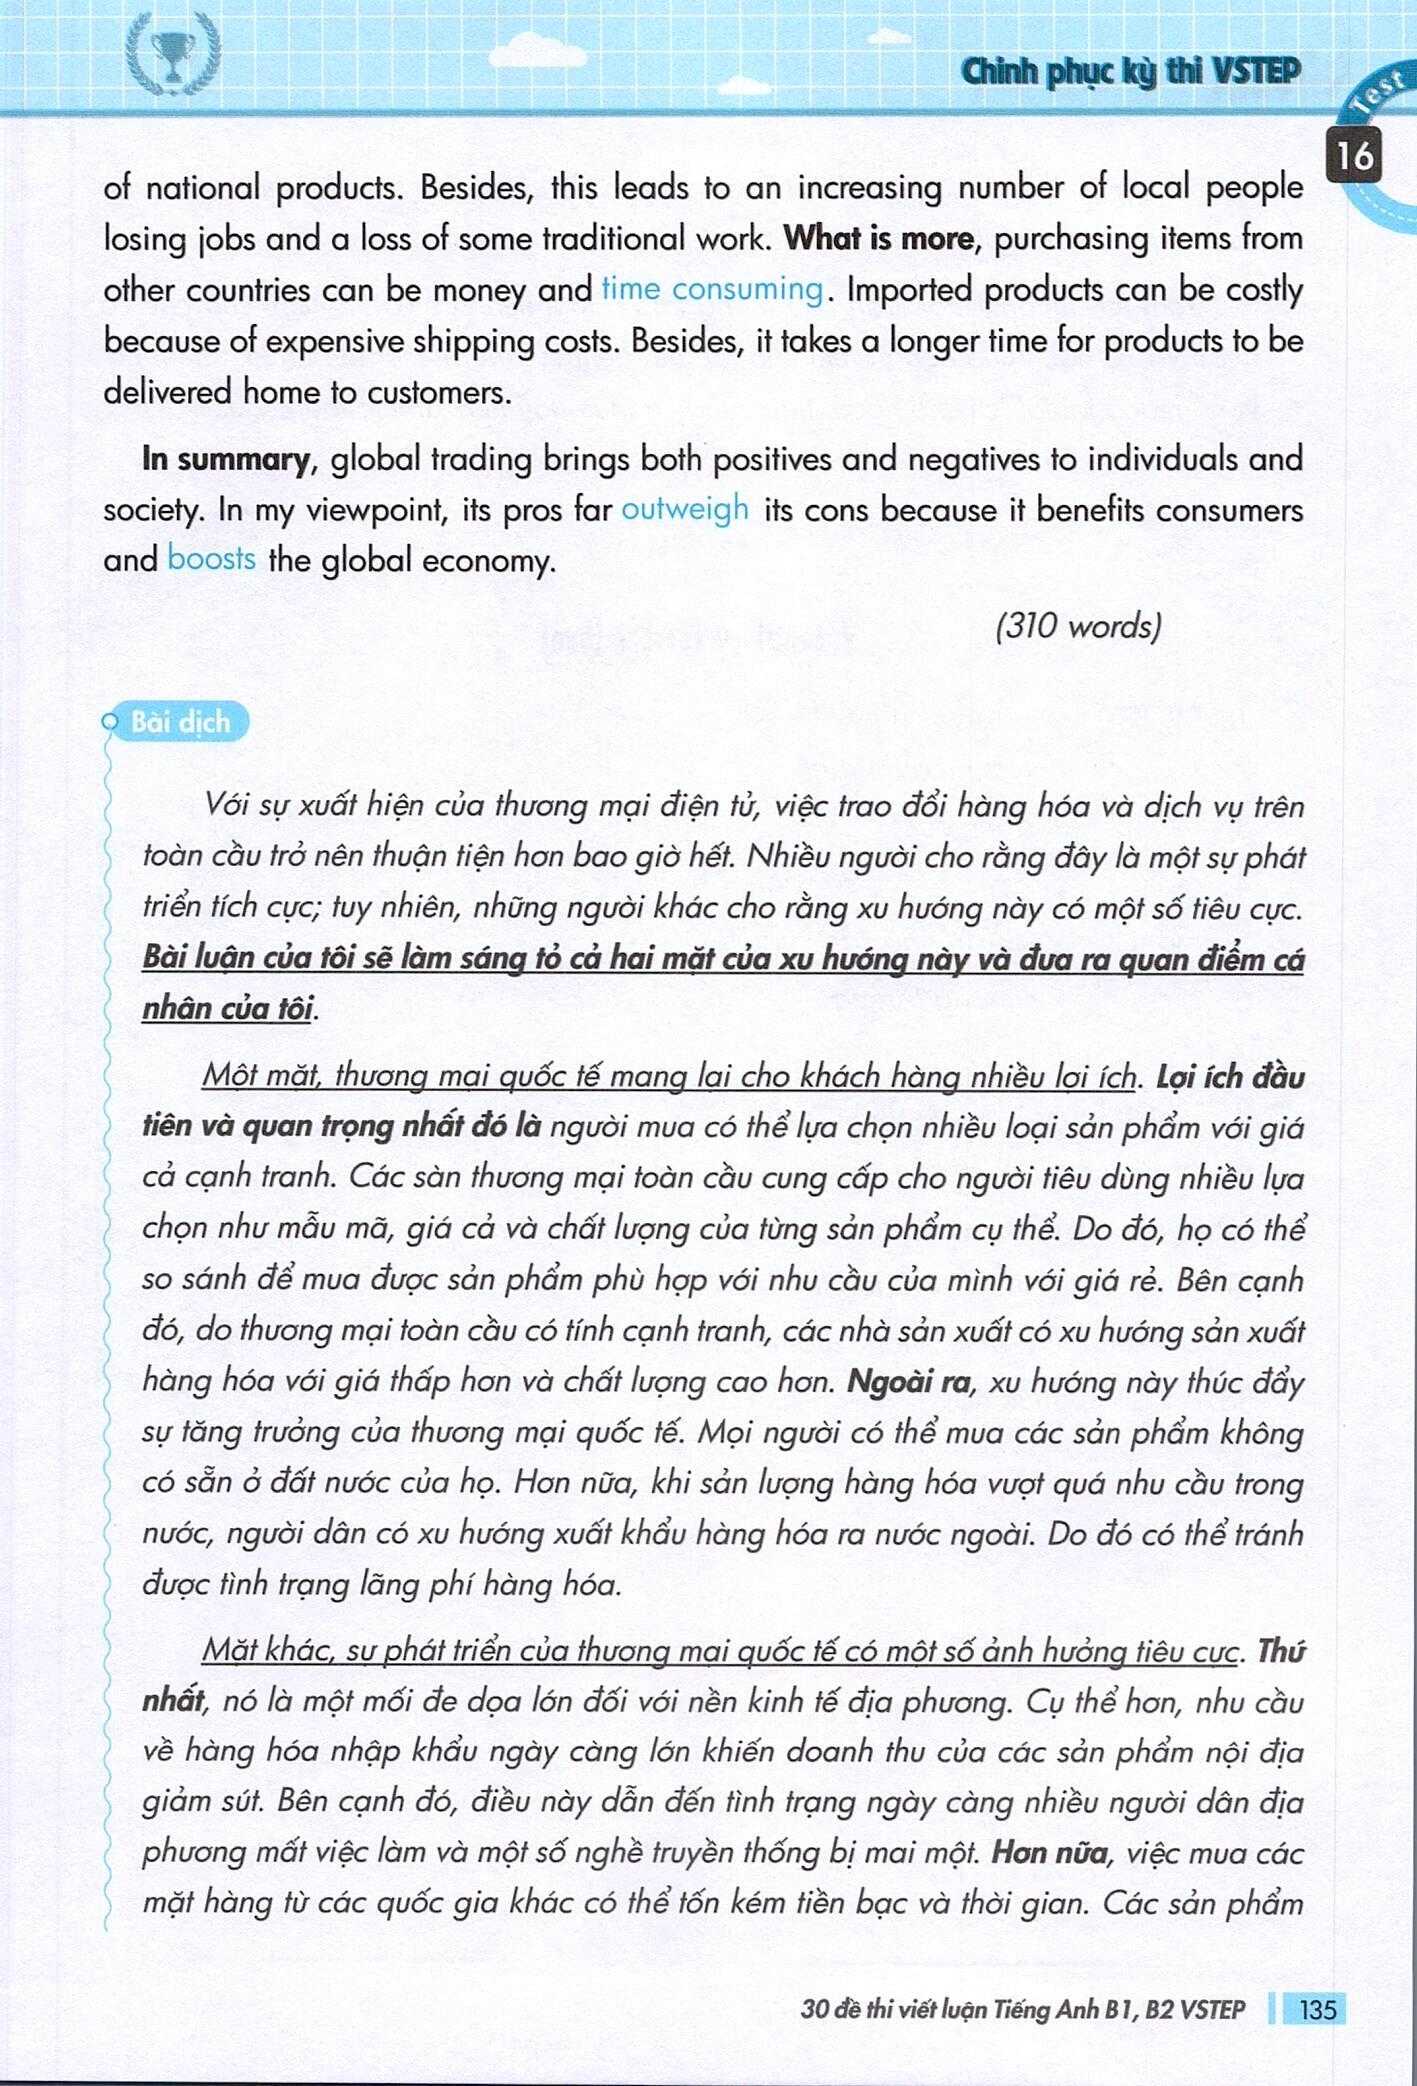 Chinh phục kỳ thi VSTEP
Test
16
of national products. Besides, this leads to an increasing number of local people
losing jobs and a loss of some traditional work. What is more, purchasing items from
other countries can be money and time consuming. Imported products can be costly
because of expensive shipping costs. Besides, it takes a longer time for products to be
delivered home to customers.
In summary, global trading brings both positives and negatives to individuals and
society. In my viewpoint, its pros far outweigh its cons because it benefits consumers
and boosts the global economy.
(310 words)
Bài dịch
Với sự xuất hiện của thương mại điện tử, việc trao đổi hàng hóa và dịch vụ trên
toàn cầu trở nên thuận tiện hơn bao giờ hết. Nhiều người cho rằng đây là một sự phát
triển tích cực; tuy nhiên, những người khác cho rằng xu hướng này có một số tiêu cực.
Bài luận của tôi sẽ làm sáng tỏ cả hai mặt của xu hướng này và đưa ra quan điểm cá
nhân của tôi.
Một mặt, thương mại quốc tế mang lại cho khách hàng nhiều lợi ích. Lợi ích đầu
tiên và quan trọng nhất đó là người mua có thể lựa chọn nhiều loại sản phẩm với giá
cả cạnh tranh. Các sàn thương mại toàn cầu cung cấp cho người tiêu dùng nhiều lựa
chọn như mẫu mã, giá cả và chất lượng của từng sản phẩm cụ thể. Do đó, họ có thể
so sánh để mua được sản phẩm phù hợp với nhu cầu của mình với giá rẻ. Bên cạnh
đó, do thương mại toàn cầu có tính cạnh tranh, các nhà sản xuất có xu hướng sản xuất
hàng hóa với giá thấp hơn và chất lượng cao hơn. Ngoài ra, xu hướng này thúc đẩy
sự tăng trưởng của thương mại quốc tế. Mọi người có thể mua các sản phẩm không
có sẵn ở đất nước của họ. Hơn nữa, khi sản lượng hàng hóa vượt quá nhu cầu trong
nước, người dân có xu hướng xuất khẩu hàng hóa ra nước ngoài. Do đó có thể tránh
được tình trạng lãng phí hàng hóa.
Mặt khác, sự phát triển của thương mại quốc tế có một số ảnh hưởng tiêu cực. Thứ
nhất, nó là một mối đe dọa lớn đối với nền kinh tế địa phương. Cụ thể hơn, nhu cầu
về hàng hóa nhập khẩu ngày càng lớn khiến doanh thu của các sản phẩm nội địa
giảm sút. Bên cạnh đó, điều này dẫn đến tình trạng ngày càng nhiều người dân địa
phương mất việc làm và một số nghề truyền thống bị mai một. Hơn nữa, việc mua các
mặt hàng từ các quốc gia khác có thể tốn kém tiền bạc và thời gian. Các sản phẩm
30 đề thi viết luận Tiếng Anh B1, B2 VSTEP 135